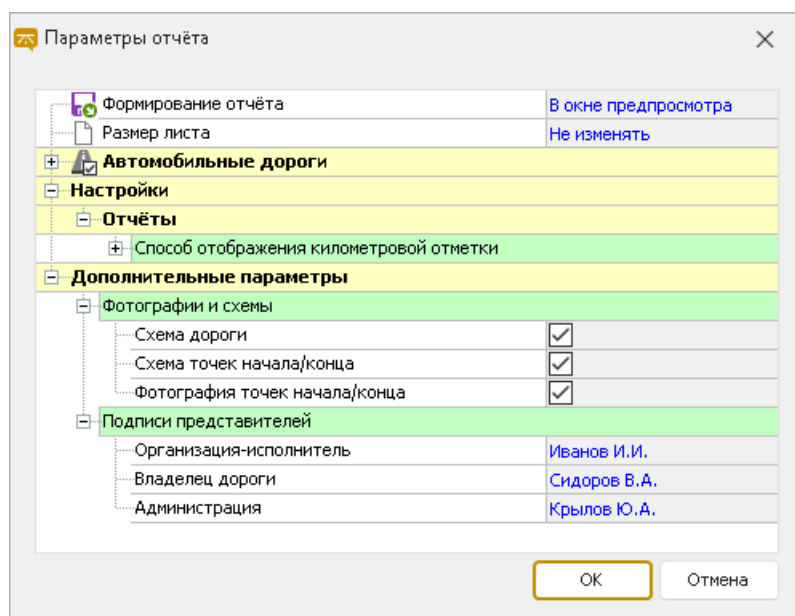 Параметры отчёта
Формирование отчёта В окне предпросмотра
Размер листа Не изменять
Автомобильные дороги
Настройки
Отчёты
Способ отображения километровой отметки
Дополнительные параметры
Фотографии и схемы
Схема дороги
Схема точек начала/конца
Фотография точек начала/конца
Подписи представителей
Организация-исполнитель Иванов И.И.
Владелец дороги Сидоров В.А.
Администрация Крылов Ю.А.
ОК Отмена